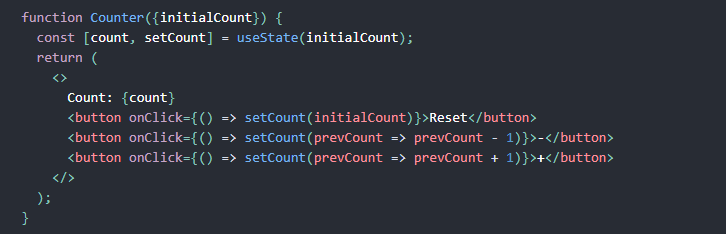 function Counter({initialCount}) {
  const [count, setCount] = useState(initialCount);
  return (
    <>
      Count: {count}
      <button onClick={() => setCount(initialCount)}>Reset</button>
      <button onClick={() => setCount(prevCount => prevCount - 1)}>-</button>
      <button onClick={() => setCount(prevCount => prevCount + 1)}>+</button>
    </>
  );
}